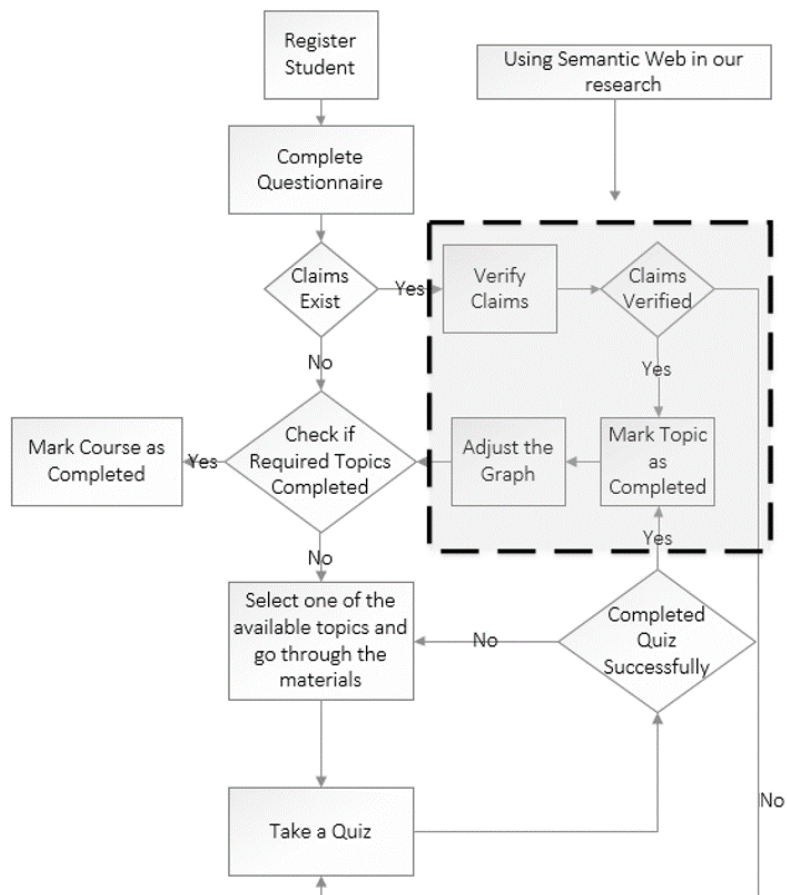 Register
Student
Using Semantic Web in our
research
Complete
Questionnaire
Claims
Exist
Yes
Verify
Claims
Claims
Verified
No
Yes
Mark Course as
Completed
Yes
Check if
Required Topics
Completed
Adjust the
Graph
Mark Topic
as
Completed
Yes
No
Select one of the
available topics and
go through the
materials
No
Completed
Quiz
Successfully
Take a Quiz
No